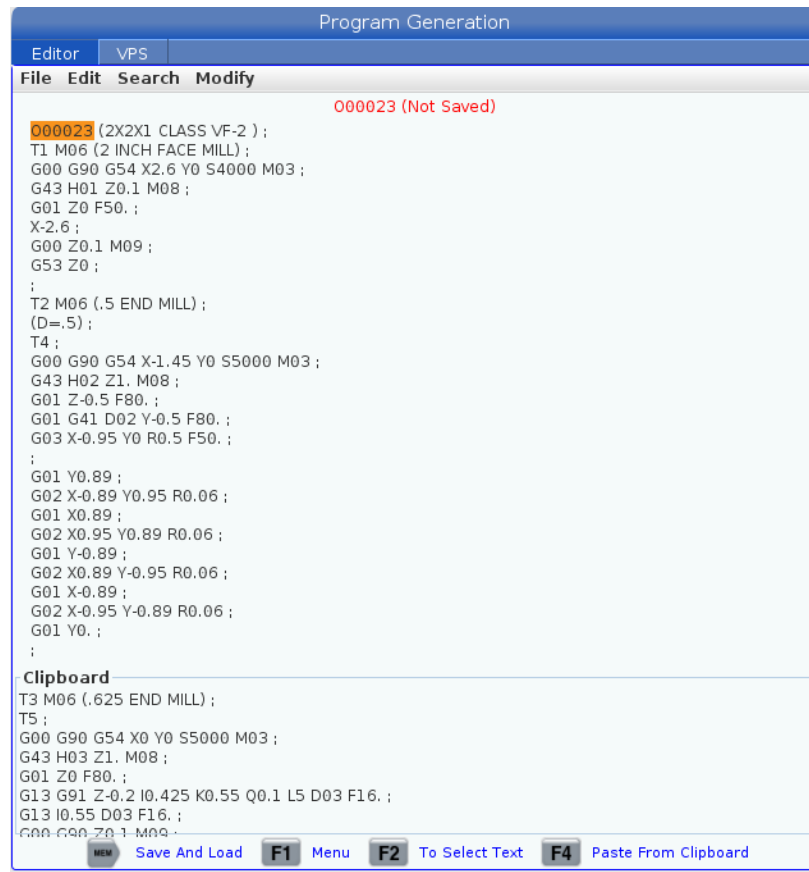 Program Generation
Editor VPS
File Edit Search Modify
O00023 (Not Saved)
O00023 (2X2X1 CLASS VF-2 ) ;
T1 M06 (2 INCH FACE MILL) ;
G00 G90 G54 X2.6 Y0 S4000 M03 ;
G43 H01 Z0.1 M08 ;
G01 Z0 F50. ;
X-2.6 ;
G00 Z0.1 M09 ;
G53 Z0 ;
;
T2 M06 (.5 END MILL) ;
(D=.5) ;
T4 ;
G00 G90 G54 X-1.45 Y0 S5000 M03 ;
G43 H02 Z1. M08 ;
G01 Z-0.5 F80. ;
G01 G41 D02 Y-0.5 F80. ;
G03 X-0.95 Y0 R0.5 F50. ;
;
G01 Y0.89 ;
G02 X-0.89 Y0.95 R0.06 ;
G01 X0.89 ;
G02 X0.95 Y0.89 R0.06 ;
G01 Y-0.89 ;
G02 X0.89 Y-0.95 R0.06 ;
G01 X-0.89 ;
G02 X-0.95 Y-0.89 R0.06 ;
G01 Y0. ;
;
Clipboard
T3 M06 (.625 END MILL) ;
T5 ;
G00 G90 G54 X0 Y0 S5000 M03 ;
G43 H03 Z1. M08 ;
G01 Z0 F80. ;
G13 G91 Z-0.2 I0.425 K0.55 Q0.1 L5 D03 F16. ;
G13 I0.55 D03 F16. ;
G00 G90 Z0.1 M09 ;
MEM Save And Load F1 Menu F2 To Select Text F4 Paste From Clipboard